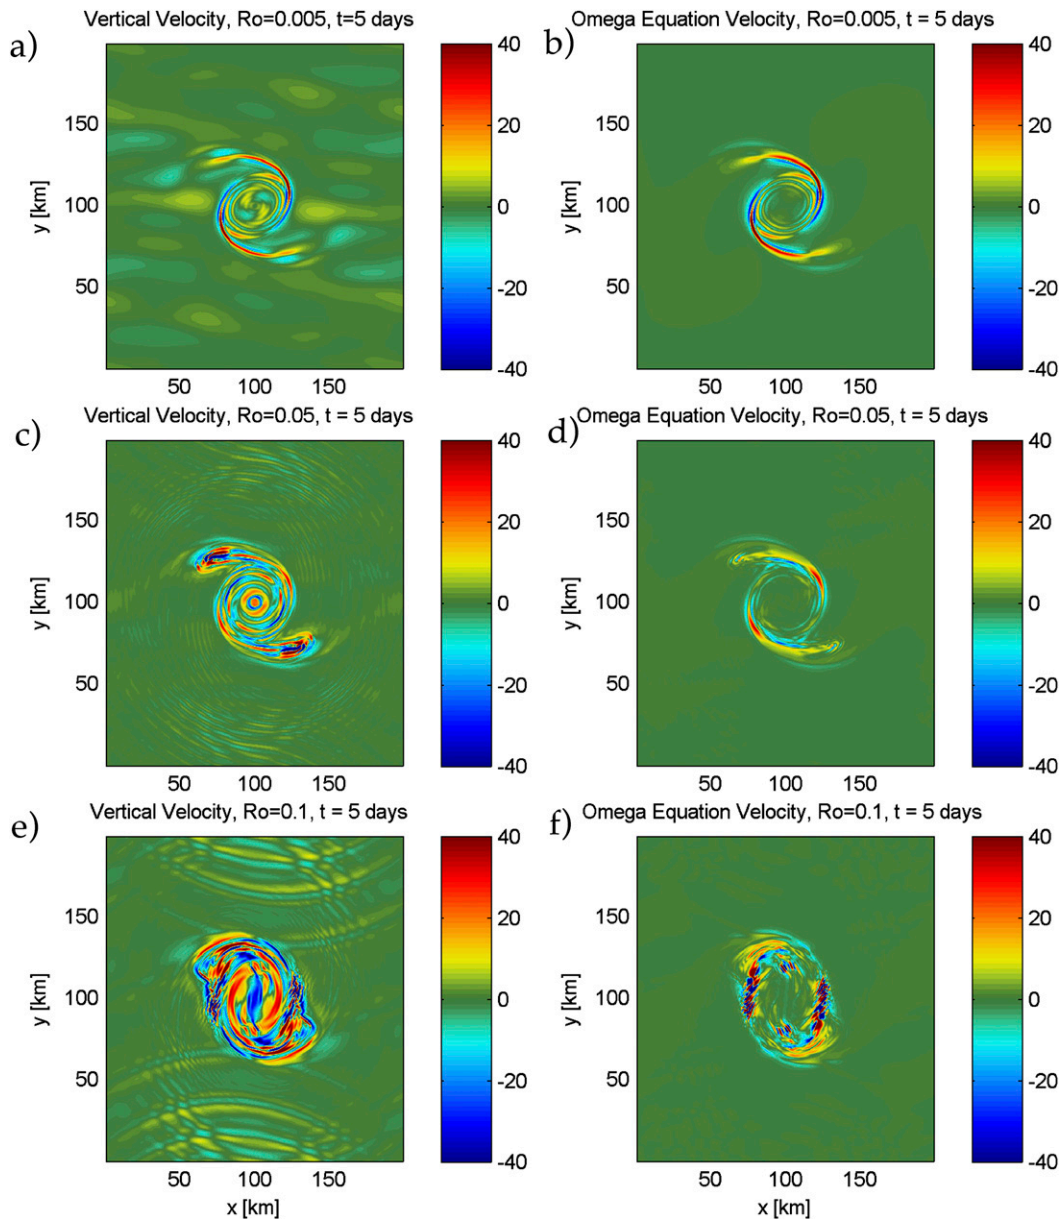 a)
Vertical Velocity, Ro=0.005, t=5 days
y [km]
150
100
50
50 100 150
40
20
0
-20
-40
b)
Omega Equation Velocity, Ro=0.005, t = 5 days
y [km]
150
100
50
50 100 150
40
20
0
-20
-40
c)
Vertical Velocity, Ro=0.05, t = 5 days
y [km]
150
100
50
50 100 150
40
20
0
-20
-40
d)
Omega Equation Velocity, Ro=0.05, t = 5 days
y [km]
150
100
50
50 100 150
40
20
0
-20
-40
e)
Vertical Velocity, Ro=0.1, t = 5 days
y [km]
150
100
50
50 100 150
x [km]
40
20
0
-20
-40
f)
Omega Equation Velocity, Ro=0.1, t = 5 days
y [km]
150
100
50
50 100 150
x [km]
40
20
0
-20
-40